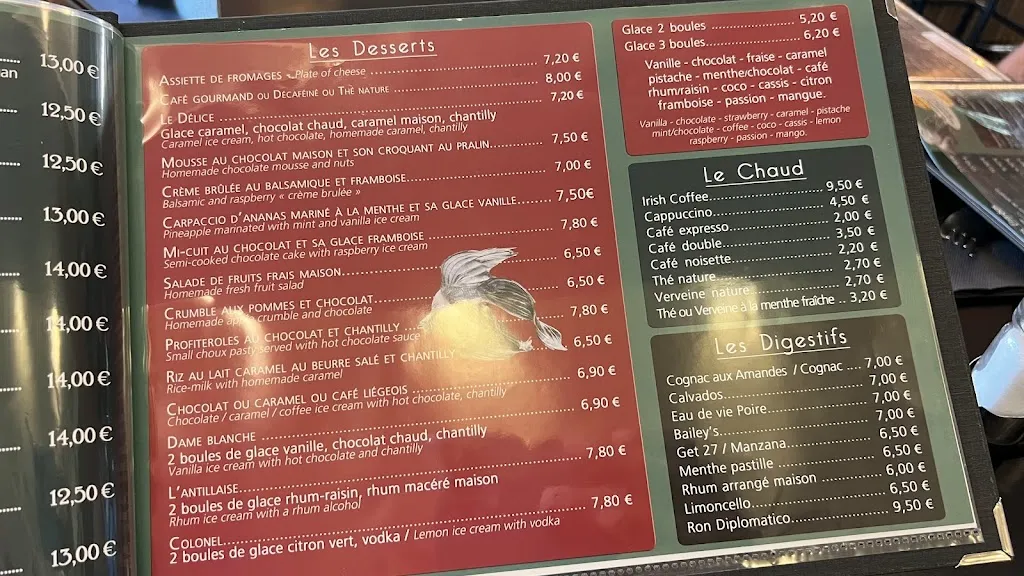 13,00 €
an
12,50 €
12,50 €
13,00 €
14,00 €
14,00 €
14,00 €
14,00 €
12,50 €
13,00 €
Les Desserts
Assiette de fromages - Plate of cheese 7,20 €
Café gourmand ou Décaféiné ou Thé nature 8,00 €
Le Délice 7,20 €
Glace caramel, chocolat chaud, caramel maison, chantilly
Caramel ice cream, hot chocolate, homemade caramel, chantilly
Mousse au chocolat maison et son croquant au pralin 7,50 €
Homemade chocolate mousse and nuts
Crème brûlée au balsamique et framboise 7,00 €
Balsamic and raspbery « crème brulee »
Carpaccio d'ananas mariné à la menthe et sa glace vanille 7,50€
Pineapple marinated with mint and vanilla ice cream
Mi-cuit au chocolat et sa glace framboise 7,80 €
Semi-cooked chocolate cake with raspberry ice cream
Salade de fruits frais maison 6,50 €
Homemade fresh fruit salad
Crumble aux pommes et chocolat 6,50 €
Homemade apple crumble and chocolate
Profiteroles au chocolat et chantilly 7,80 €
Small choux pasty served with hot chocolate sauce
Riz au lait caramel au beurre salé et chantilly 6,50 €
Rice-milk with homemade caramel
Chocolat ou caramel ou café liégeois 6,90 €
Chocolate / caramel / coffee ice cream with hot chocolate, chantilly
Dame blanche 6,90 €
2 boules de glace vanille, chocolat chaud, chantilly
Vanilla ice cream with hot chocolate and chantilly
L'antillaise 7,80 €
2 boules de glace rhum-raisin, rhum macéré maison
Rhum ice cream with a rhum alcohol
Colonel 7,80 €
2 boules de glace citron vert, vodka / Lemon ice cream with vodka
Glace 2 boules 5,20 €
Glace 3 boules 6,20 €
Vanille - chocolat - fraise - caramel
pistache - menthe/chocolat - café
rhum/raisin - coco - cassis - citron
framboise - passion - mangue.
Vanilla - chocolate - strawberry - caramel - pistache
mint/chocolate - coffee - coco - cassis - lemon
raspberry - passion - mango.
Le Chaud
Irish Coffee 9,50 €
Cappuccino 4,50 €
Café expresso 2,00 €
Café double 3,50 €
Café noisette 2,20 €
Thé nature 2,70 €
Verveine nature 2,70 €
Thé ou Verveine à la menthe fraîche 3,20 €
Les Digestifs
Cognac aux Amandes / Cognac 7,00 €
Calvados 7,00 €
Eau de vie Poire 7,00 €
Bailey's 7,00 €
Get 27 / Manzana 6,50 €
Menthe pastille 6,50 €
Rhum arrangé maison 6,00 €
Limoncello 6,50 €
Ron Diplomatico 9,50 €